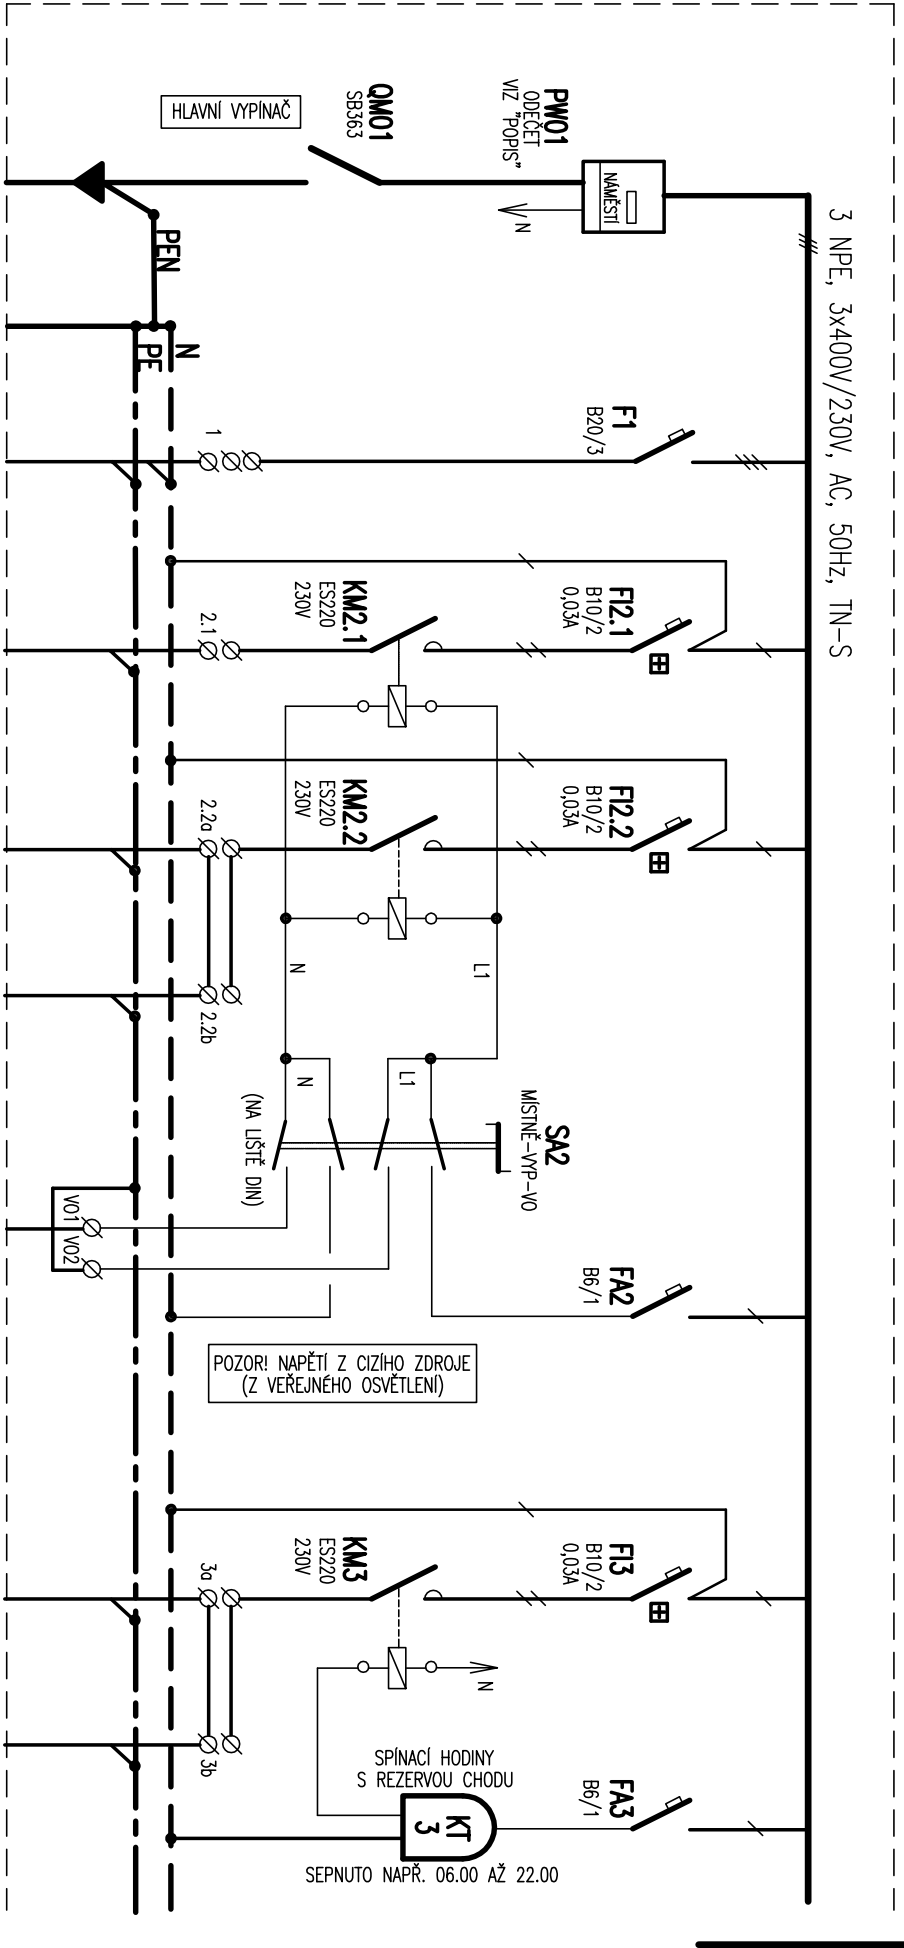 3 NPE, 3x400V/230V, AC, 50Hz, TN-S
PW01
ODEČET
VIZ "POPIS"
NÁMĚSTÍ
N
QM01
SB363
HLAVNÍ VYPÍNAČ
PEN
N
PE
F1
B20/3
1
FI2.1
B10/2
0,03A
KM2.1
ES220
230V
2.1
FI2.2
B10/2
0,03A
KM2.2
ES220
230V
2.2a
2.2b
L1
N
L1
N
SA2
MÍSTNĚ-VYP-VO
(NA LIŠTĚ DIN)
VO1
VO2
FA2
B6/1
POZOR! NAPĚTÍ Z CIZÍHO ZDROJE
(Z VEŘEJNÉHO OSVĚTLENÍ)
FI3
B10/2
0,03A
KM3
ES220
230V
3a
3b
N
FA3
B6/1
SPÍNACÍ HODINY
S REZERVOU CHODU
KT
3
SEPNUTO NAPŘ. 06.00 AŽ 22.00